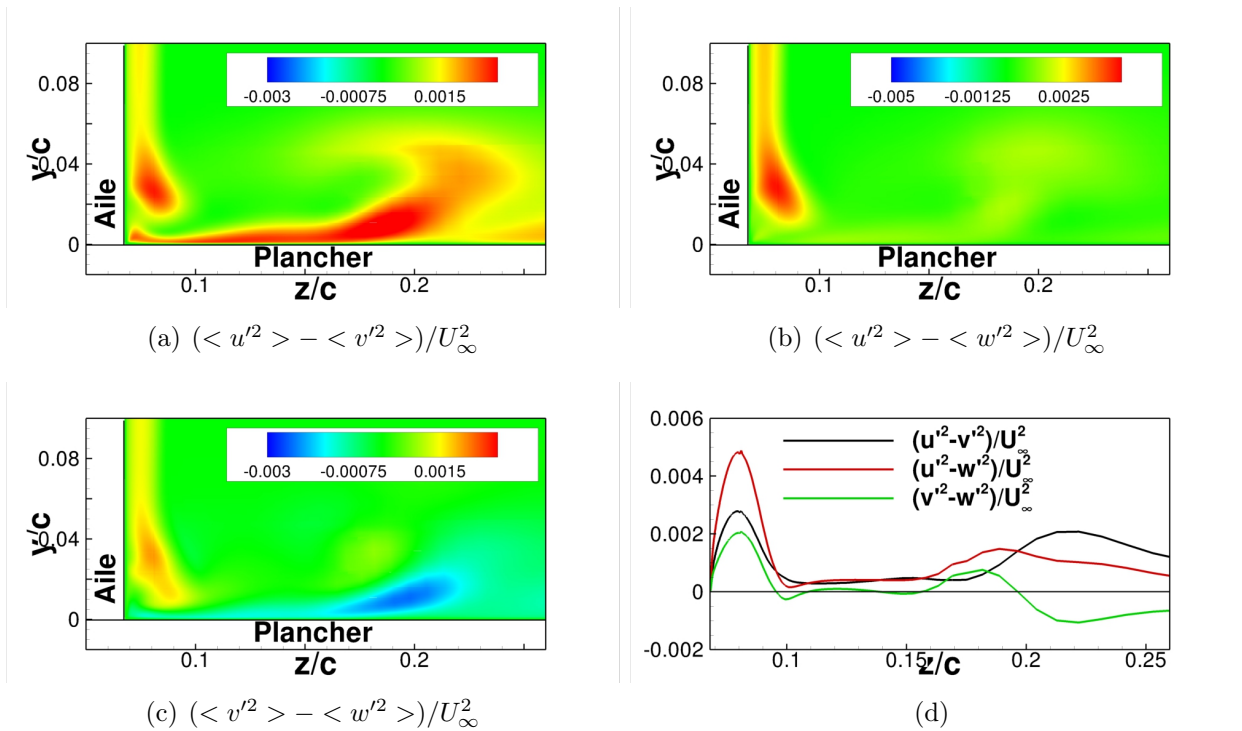 0.08
0.04
0
y/c
Aile
-0.003 -0.00075 0.0015
Plancher
0.1 0.2
z/c
(a) (< u′2 > − < v′2 >)/U∞2
0.08
0.04
0
y/c
Aile
-0.005 -0.00125 0.0025
Plancher
0.1 0.2
z/c
(b) (< u′2 > − < w′2 >)/U∞2
0.08
0.04
0
y/c
Aile
-0.003 -0.00075 0.0015
Plancher
0.1 0.2
z/c
(c) (< v′2 > − < w′2 >)/U∞2
0.006
0.004
0.002
0
-0.002
(u'2-v'2)/U∞2
(u'2-w'2)/U∞2
(v'2-w'2)/U∞2
0.1 0.15 0.2 0.25
z/c
(d)